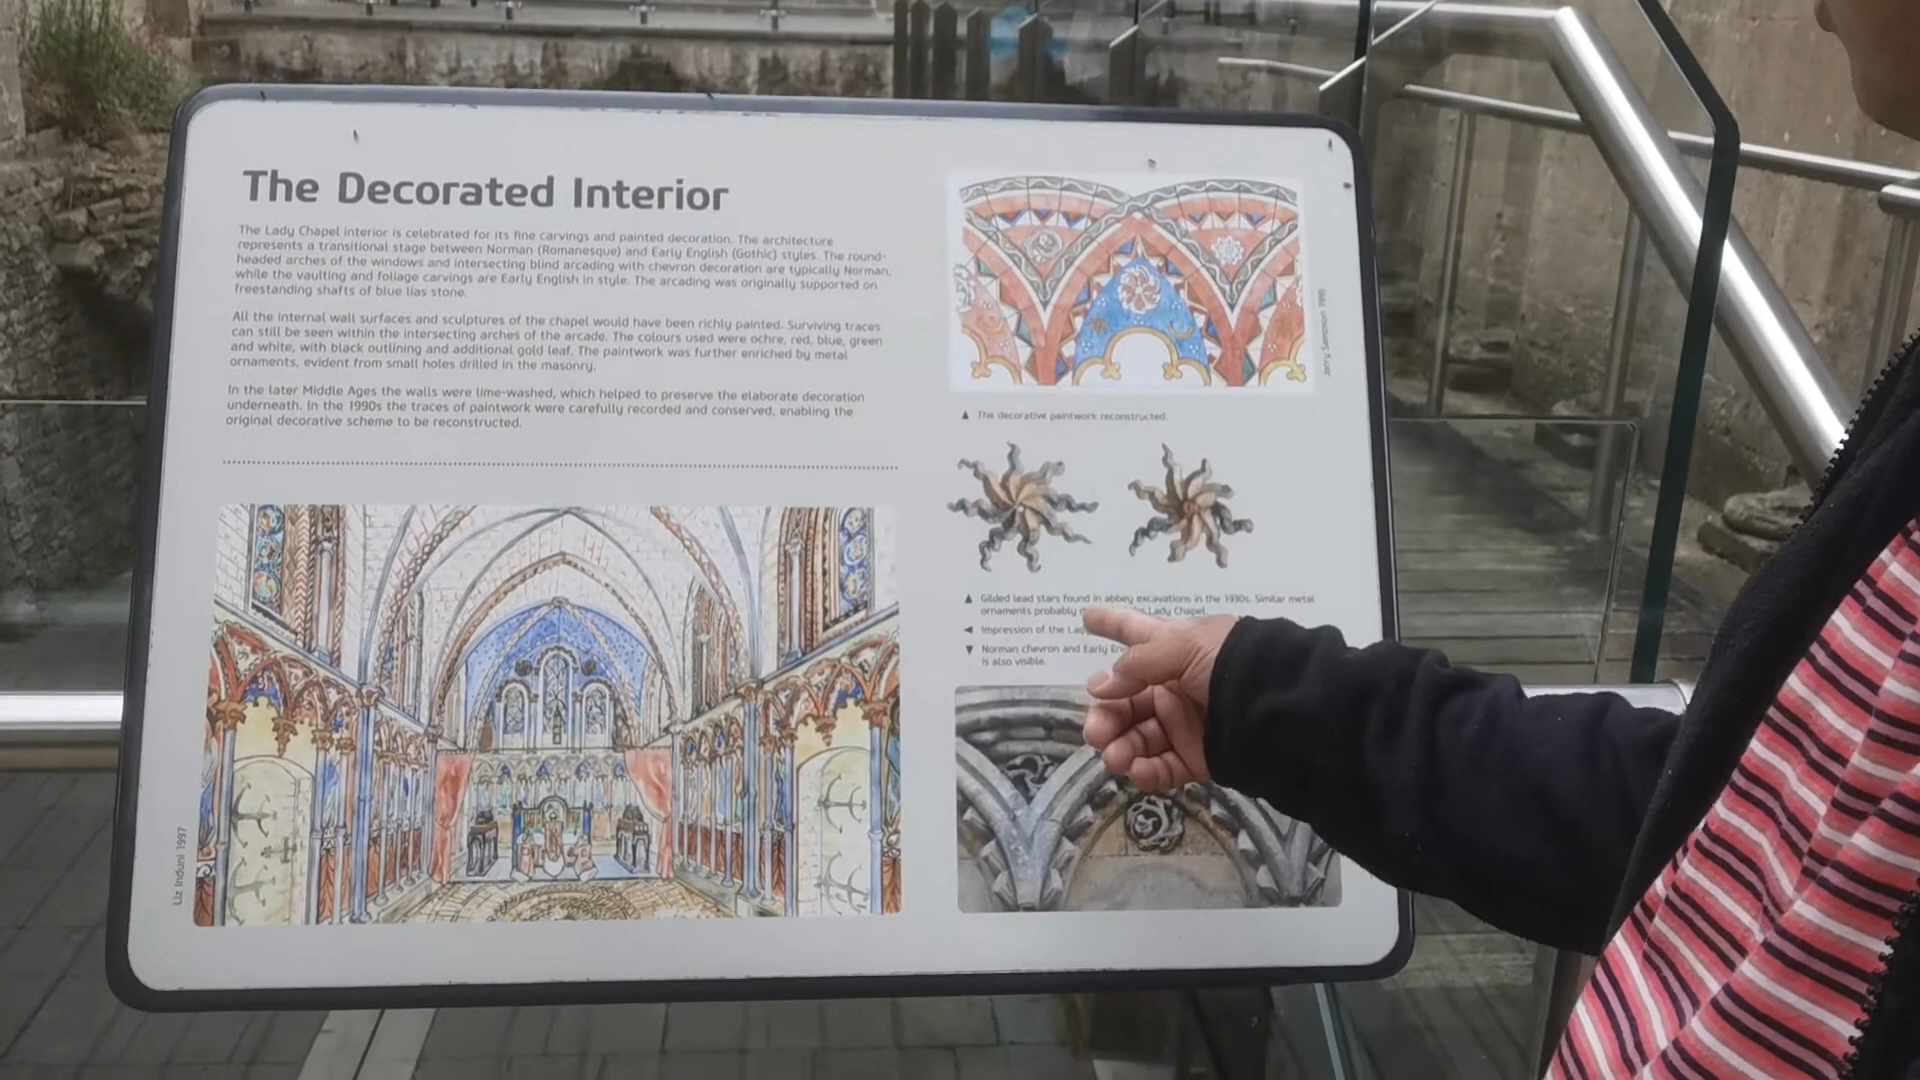 The Decorated Interior
The Lady Chapel interior is celebrated for its fine carvings and painted decoration. The architecture
represents a transitional stage between Norman (Romanesque) and Early English (Gothic) styles. The round-
headed arches of the windows and intersecting blind arcading with chevron decoration are typically Norman,
while the vaulting and foliage carvings are Early English in style. The arcading was originally supported on
freestanding shafts of blue lias stone.
All the internal wall surfaces and sculptures of the chapel would have been richly painted. Surviving traces
can still be seen within the intersecting arches of the arcade. The colours used were ochre, red, blue, green
and white, with black outlining and additional gold leaf. The paintwork was further enriched by metal
ornaments, evident from small holes drilled in the masonry.
In the later Middle Ages the walls were lime-washed, which helped to preserve the elaborate decoration
underneath. In the 1990s the traces of paintwork were carefully recorded and conserved, enabling the
original decorative scheme to be reconstructed.
Liz Induni 1997
Jerry Sampson 1995
▲ The decorative paintwork reconstructed.
▲ Gilded lead stars found in abbey excavations in the 1930s. Similar metal
ornaments probably Lady Chapel.
◄ Impression of the
▼ Norman chevron and Early
is also visible.